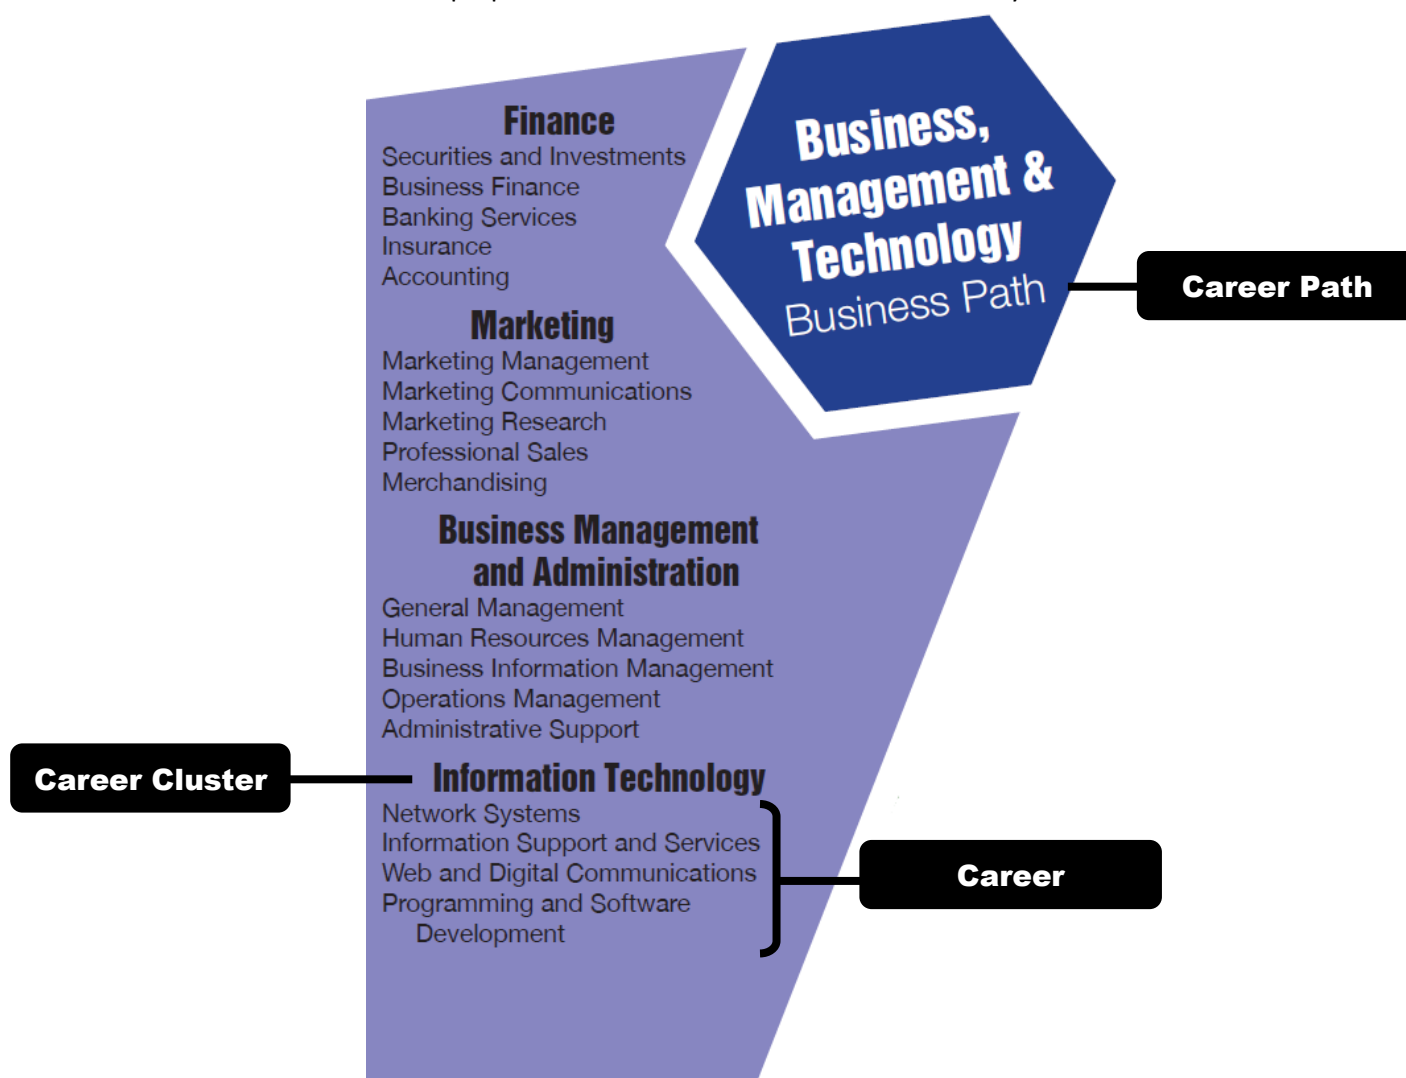 Finance
Securities and Investments
Business Finance
Banking Services
Insurance
Accounting
Marketing
Marketing Management
Marketing Communications
Marketing Research
Professional Sales
Merchandising
Business Management
and Administration
General Management
Human Resources Management
Business Information Management
Operations Management
Administrative Support
Information Technology
Network Systems
Information Support and Services
Web and Digital Communications
Programming and Software
Development
Business,
Management &
Technology
Business Path
Career Path
Career Cluster
Career